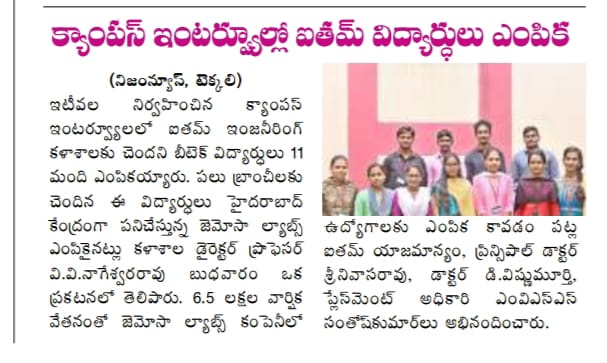 క్యాంపస్ ఇంటర్వ్యూల్లో ఐతమ్ విద్యార్థులు ఎంపిక
(నిజంన్యూస్, టెక్కలి)
ఇటీవల నిర్వహించిన క్యాంపస్
ఇంటర్వ్యూలలో ఐతమ్ ఇంజనీరింగ్
కళాశాలకు చెందని బీటెక్ విద్యార్థులు 11
మంది ఎంపికయ్యారు. పలు బ్రాంచీలకు
చెందిన ఈ విద్యార్థులు హైదరాబాద్
కేంద్రంగా పనిచేస్తున్న జెమోసా ల్యాబ్స్
ఎంపికైనట్లు కళాశాల డైరెక్టర్ ప్రొఫెసర్
వి.వి.నాగేశ్వరరావు బుధవారం ఒక
ప్రకటనలో తెలిపారు. 6.5 లక్షల వార్షిక
వేతనంతో జెమోసా ల్యాబ్స్ కంపెనీలో
ఉద్యోగాలకు ఎంపిక కావడం పట్ల
ఐతమ్ యాజమాన్యం, ప్రిన్సిపాల్ డాక్టర్
శ్రీనివాసరావు, డాక్టర్ డి.విష్ణుమూర్తి,
ప్లేస్‌మెంట్ అధికారి ఎంవిఎస్ఎస్
సంతోష్‌కుమార్‌లు అభినందించారు.